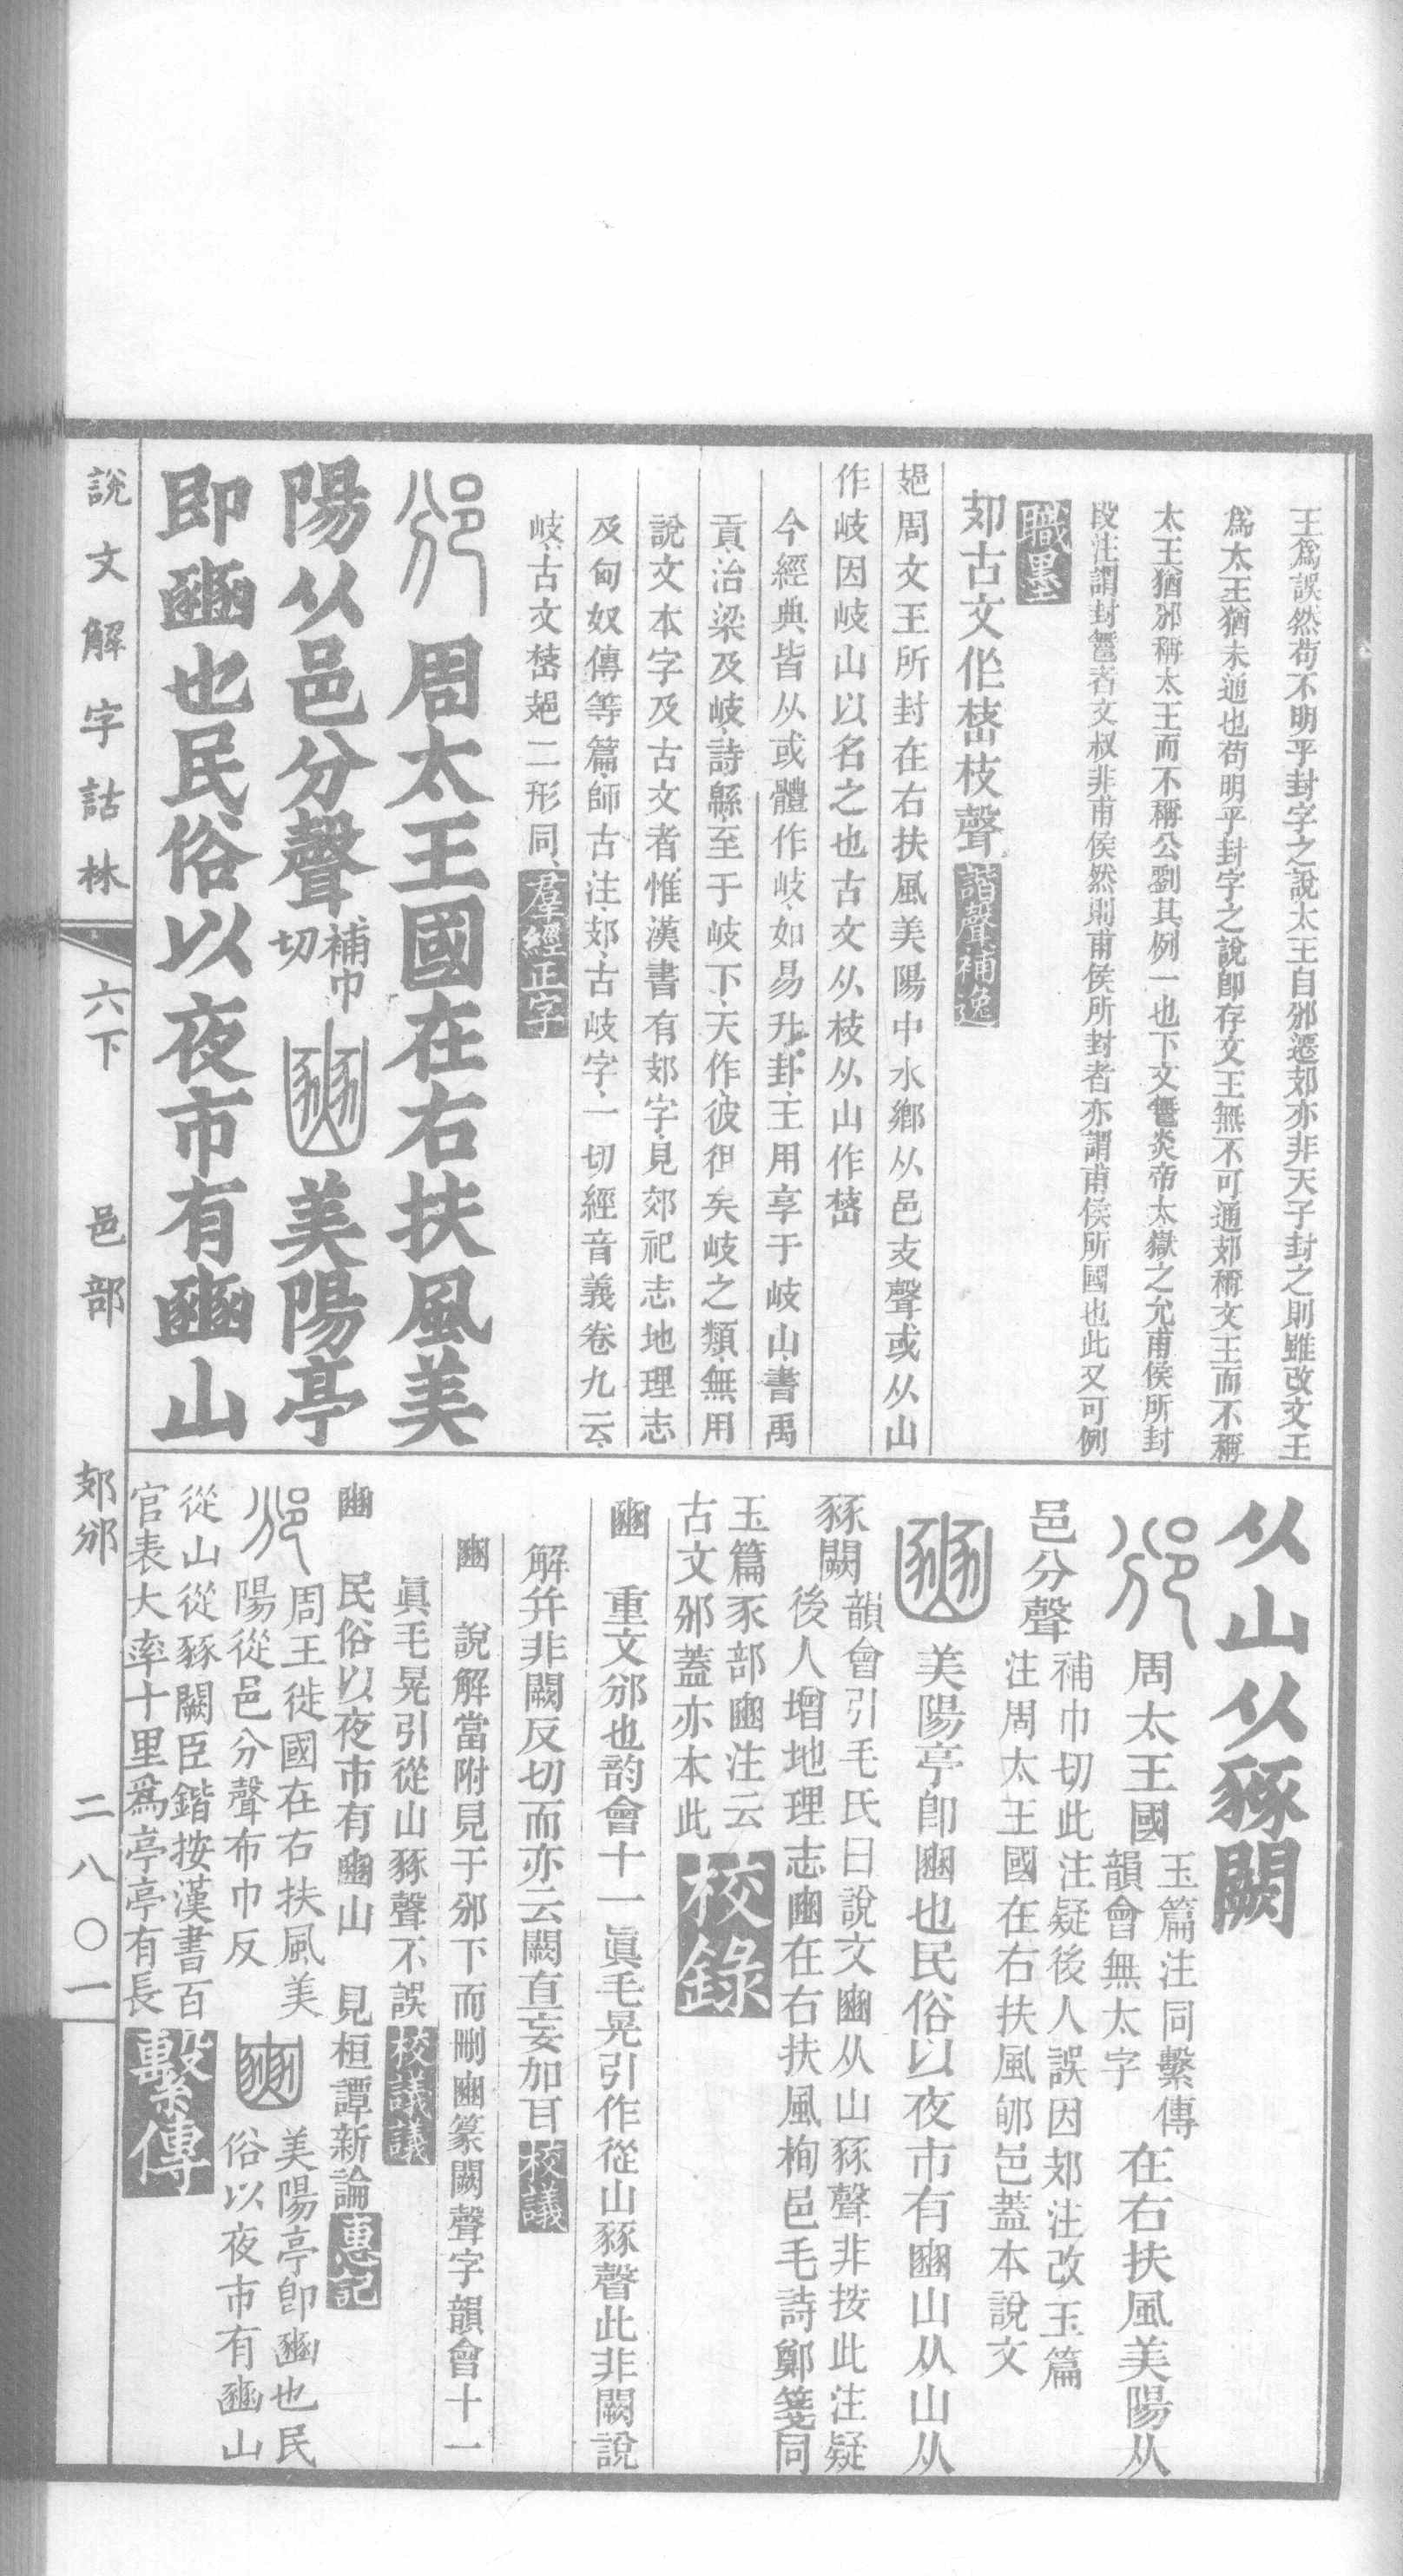 王爲誤然苟不明乎封字之說太王自邠遷郂亦非天子封之則雖改文王
爲太王猶未通也苟明乎封字之說卽存文王無不可通郂稱文王而不稱
太王猶邠稱太王而不稱公劉其例一也下文𨛭炎帝太嶽之允甫侯所封
段注謂封𨛭者文叔非甫侯然則甫侯所封者亦謂甫侯所國也此又可例
職墨
郊古文作𡹉枝聲
諧聲補逸
𨙸周文王所封在右扶風美陽中水鄉从邑支聲或从山
作岐因岐山以名之也古文从枝从山作𡹉
今經典皆从或體作岐如易升卦王用享于岐山書禹
貢治梁及岐詩緜至于岐下天作彼徂矣岐之類無用
說文本字及古文者惟漢書有郂字見郊祀志地理志
及匈奴傳等篇師古注郂古岐字一切經音義卷九云
岐古文𡹉𨙸二形同
羣經正字
邠 周太王國在右扶風美
陽从邑分聲補巾切 豳 美陽亭
即豳也民俗以夜市有豳山
从山从豩闕
邠 周太王國玉篇注同繫傳韻會無太字在右扶風美陽从
邑分聲補巾切此注疑後人誤因郂注改玉篇注周太王國在右扶風邠邑蓋本說文
豳 美陽亭卽豳也民俗以夜市有豳山从山从
豩闕韻會引毛氏曰說文豳从山豩聲非按此注疑後人增地理志豳在右扶風栒邑毛詩鄭箋同
玉篇豕部豳注云古文邠蓋亦本此
校錄
豳 重文邠也韵會十一眞毛晃引作從山豩聲此非闕說
解幷非闕反切而亦云闕直妄加耳
校議
豳 說解當附見于邠下而刪豳篆闕聲字韻會十一
眞毛晃引從山豩聲不誤
校議議
豳 民俗以夜市有豳山 見桓譚新論
惠記
邠 周王徙國在右扶風美陽從邑分聲布巾反 豳 美陽亭卽豳也民俗以夜市有豳山
從山從豩闕臣鍇按漢書百官表大率十里爲亭亭有長
繫傳
說文解字詁林 六下 邑部 郂邠 二八〇一